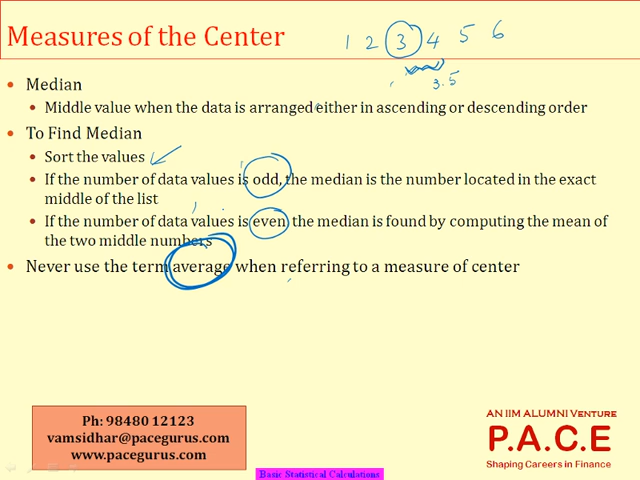 Measures of the Center
1 2 3 4 5 6
3.5
• Median
• Middle value when the data is arranged either in ascending or descending order
• To Find Median
• Sort the values
• If the number of data values is odd, the median is the number located in the exact
middle of the list
• If the number of data values is even, the median is found by computing the mean of
the two middle numbers
• Never use the term average when referring to a measure of center
Ph: 98480 12123
vamsidhar@pacegurus.com
www.pacegurus.com
AN IIM ALUMNI VENTURE
P.A.C.E
Shaping Careers in Finance
Basic Statistical Calculations